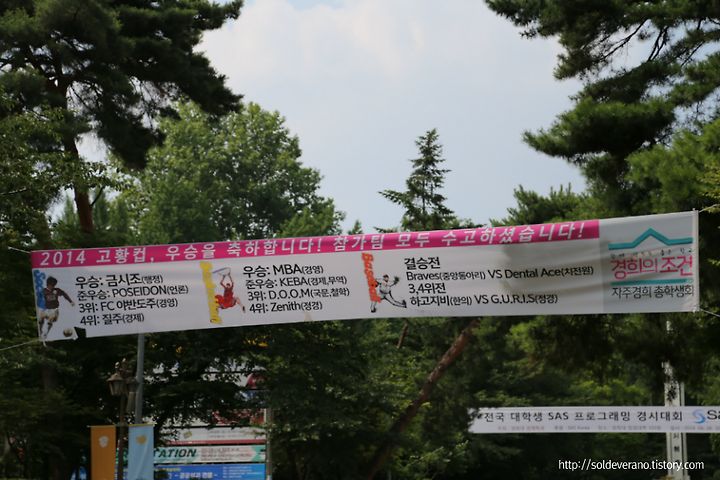 2014 고황컵, 우승을 축하합니다! 참가팀 모두 수고하셨습니다!
우승: 금시조(행정)
준우승: POSEIDON(언론)
3위: FC 야반도주(경영)
4위: 질주(경제)
우승: MBA(경영)
준우승: KEBA(경제,무역)
3위: D.O.O.M(국문,철학)
4위: Zenith(정경)
결승전
Braves(중앙동아리) VS Dental Ace(치전원)
3,4위전
하고지비(한의) VS G.U.R.I.S(정경)
경희의 조건
자주경희 총학생회
전국 대학생 SAS 프로그래밍 경시대회
TATION
http://soldeverano.tistory.com